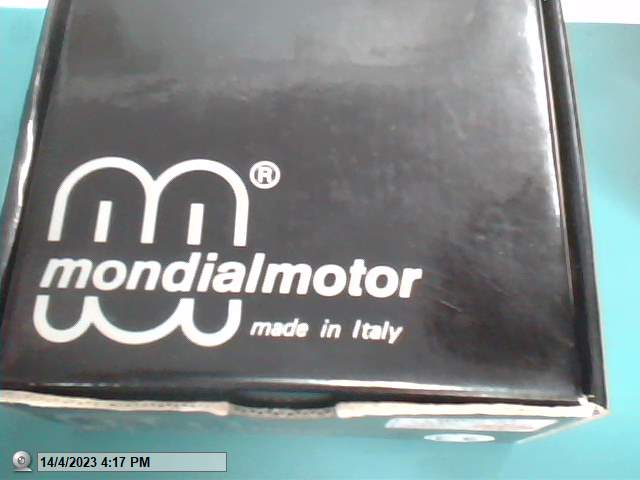 ®
mondialmotor
made in Italy
14/4/2023 4:17 PM